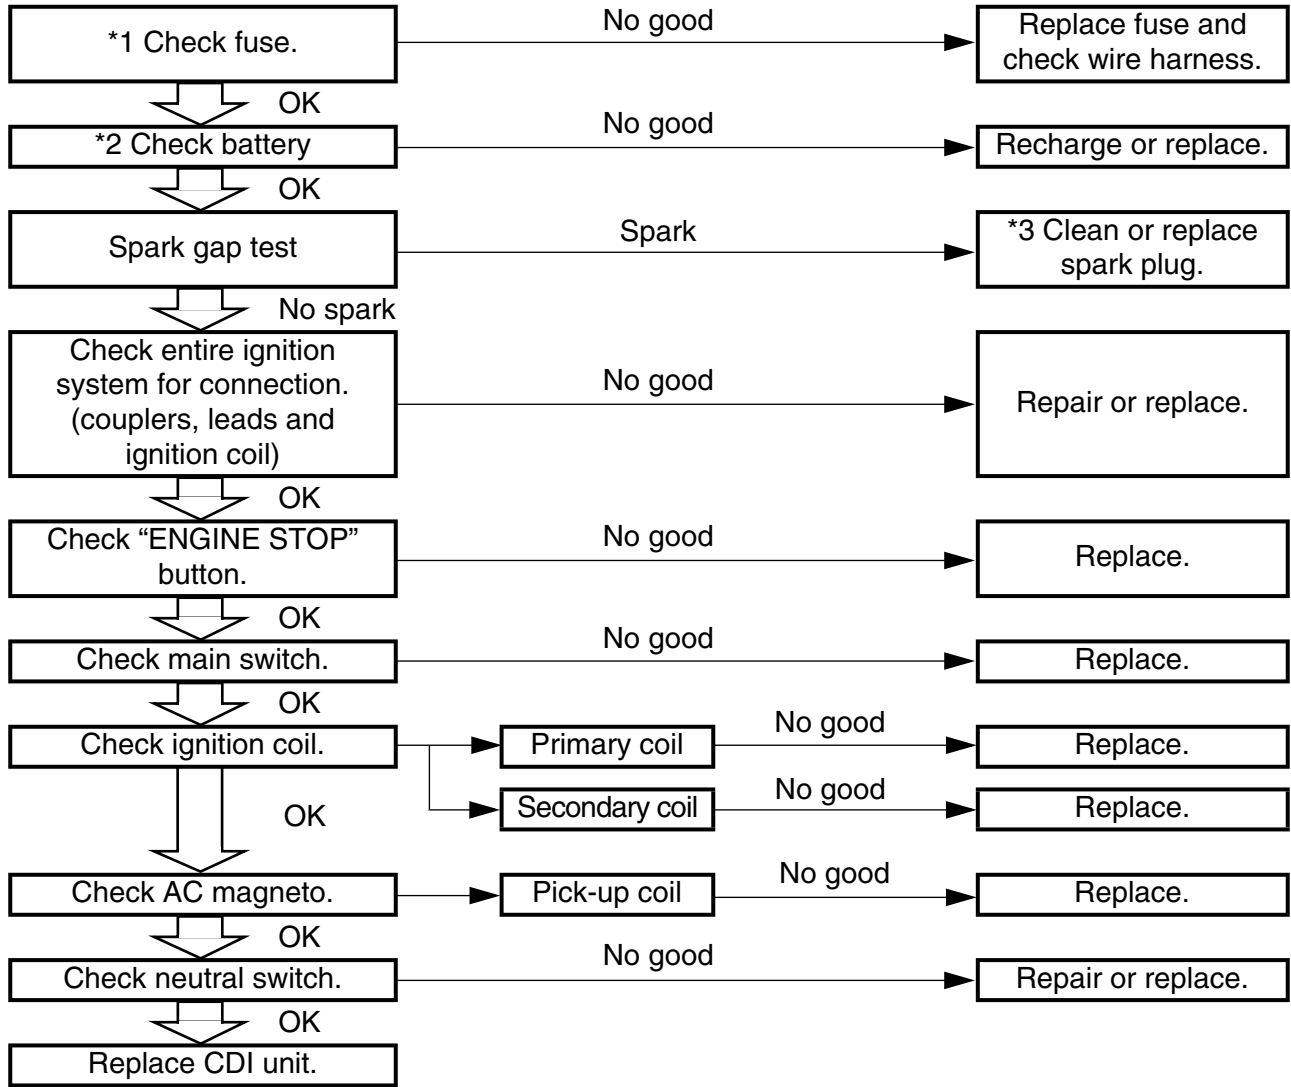 *1 Check fuse.
No good
Replace fuse and
check wire harness.
OK
*2 Check battery
No good
Recharge or replace.
OK
Spark gap test
Spark
*3 Clean or replace
spark plug.
No spark
Check entire ignition
system for connection.
(couplers, leads and
ignition coil)
No good
Repair or replace.
OK
Check “ENGINE STOP”
button.
No good
Replace.
OK
Check main switch.
No good
Replace.
OK
Check ignition coil.
Primary coil
No good
Replace.
Secondary coil
No good
Replace.
OK
Check AC magneto.
Pick-up coil
No good
Replace.
OK
Check neutral switch.
No good
Repair or replace.
OK
Replace CDI unit.